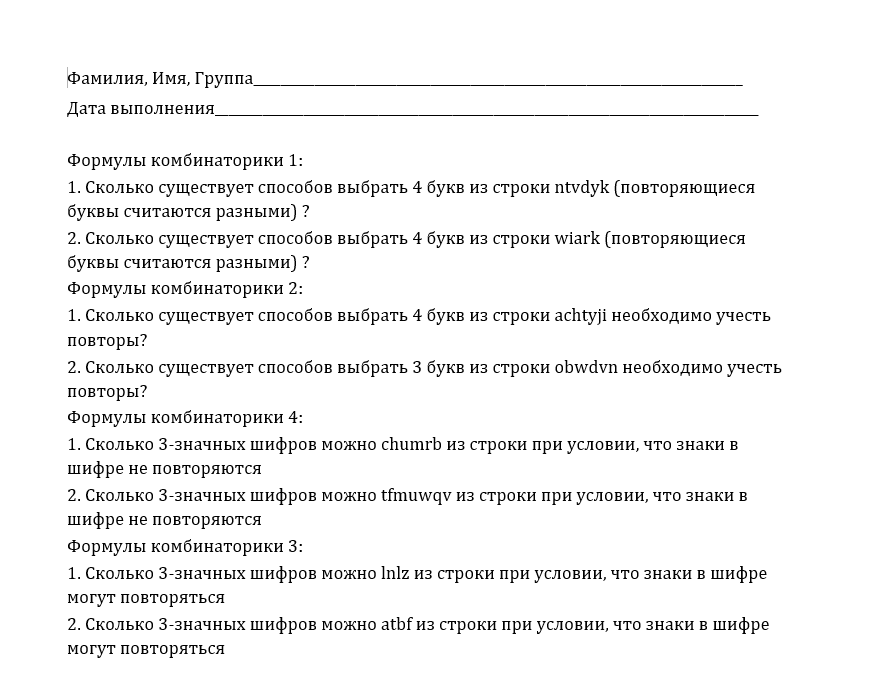 Фамилия, Имя, Группа____________________________________________________________
Дата выполнения___________________________________________________________________
Формулы комбинаторики 1:
1. Сколько существует способов выбрать 4 букв из строки ntvdyk (повторяющиеся
буквы считаются разными) ?
2. Сколько существует способов выбрать 4 букв из строки wiark (повторяющиеся
буквы считаются разными) ?
Формулы комбинаторики 2:
1. Сколько существует способов выбрать 4 букв из строки achtyji необходимо учесть
повторы?
2. Сколько существует способов выбрать 3 букв из строки obwdvn необходимо учесть
повторы?
Формулы комбинаторики 4:
1. Сколько 3-значных шифров можно chumrb из строки при условии, что знаки в
шифре не повторяются
2. Сколько 3-значных шифров можно tfmuwqv из строки при условии, что знаки в
шифре не повторяются
Формулы комбинаторики 3:
1. Сколько 3-значных шифров можно lnlz из строки при условии, что знаки в шифре
могут повторяться
2. Сколько 3-значных шифров можно atbf из строки при условии, что знаки в шифре
могут повторяться